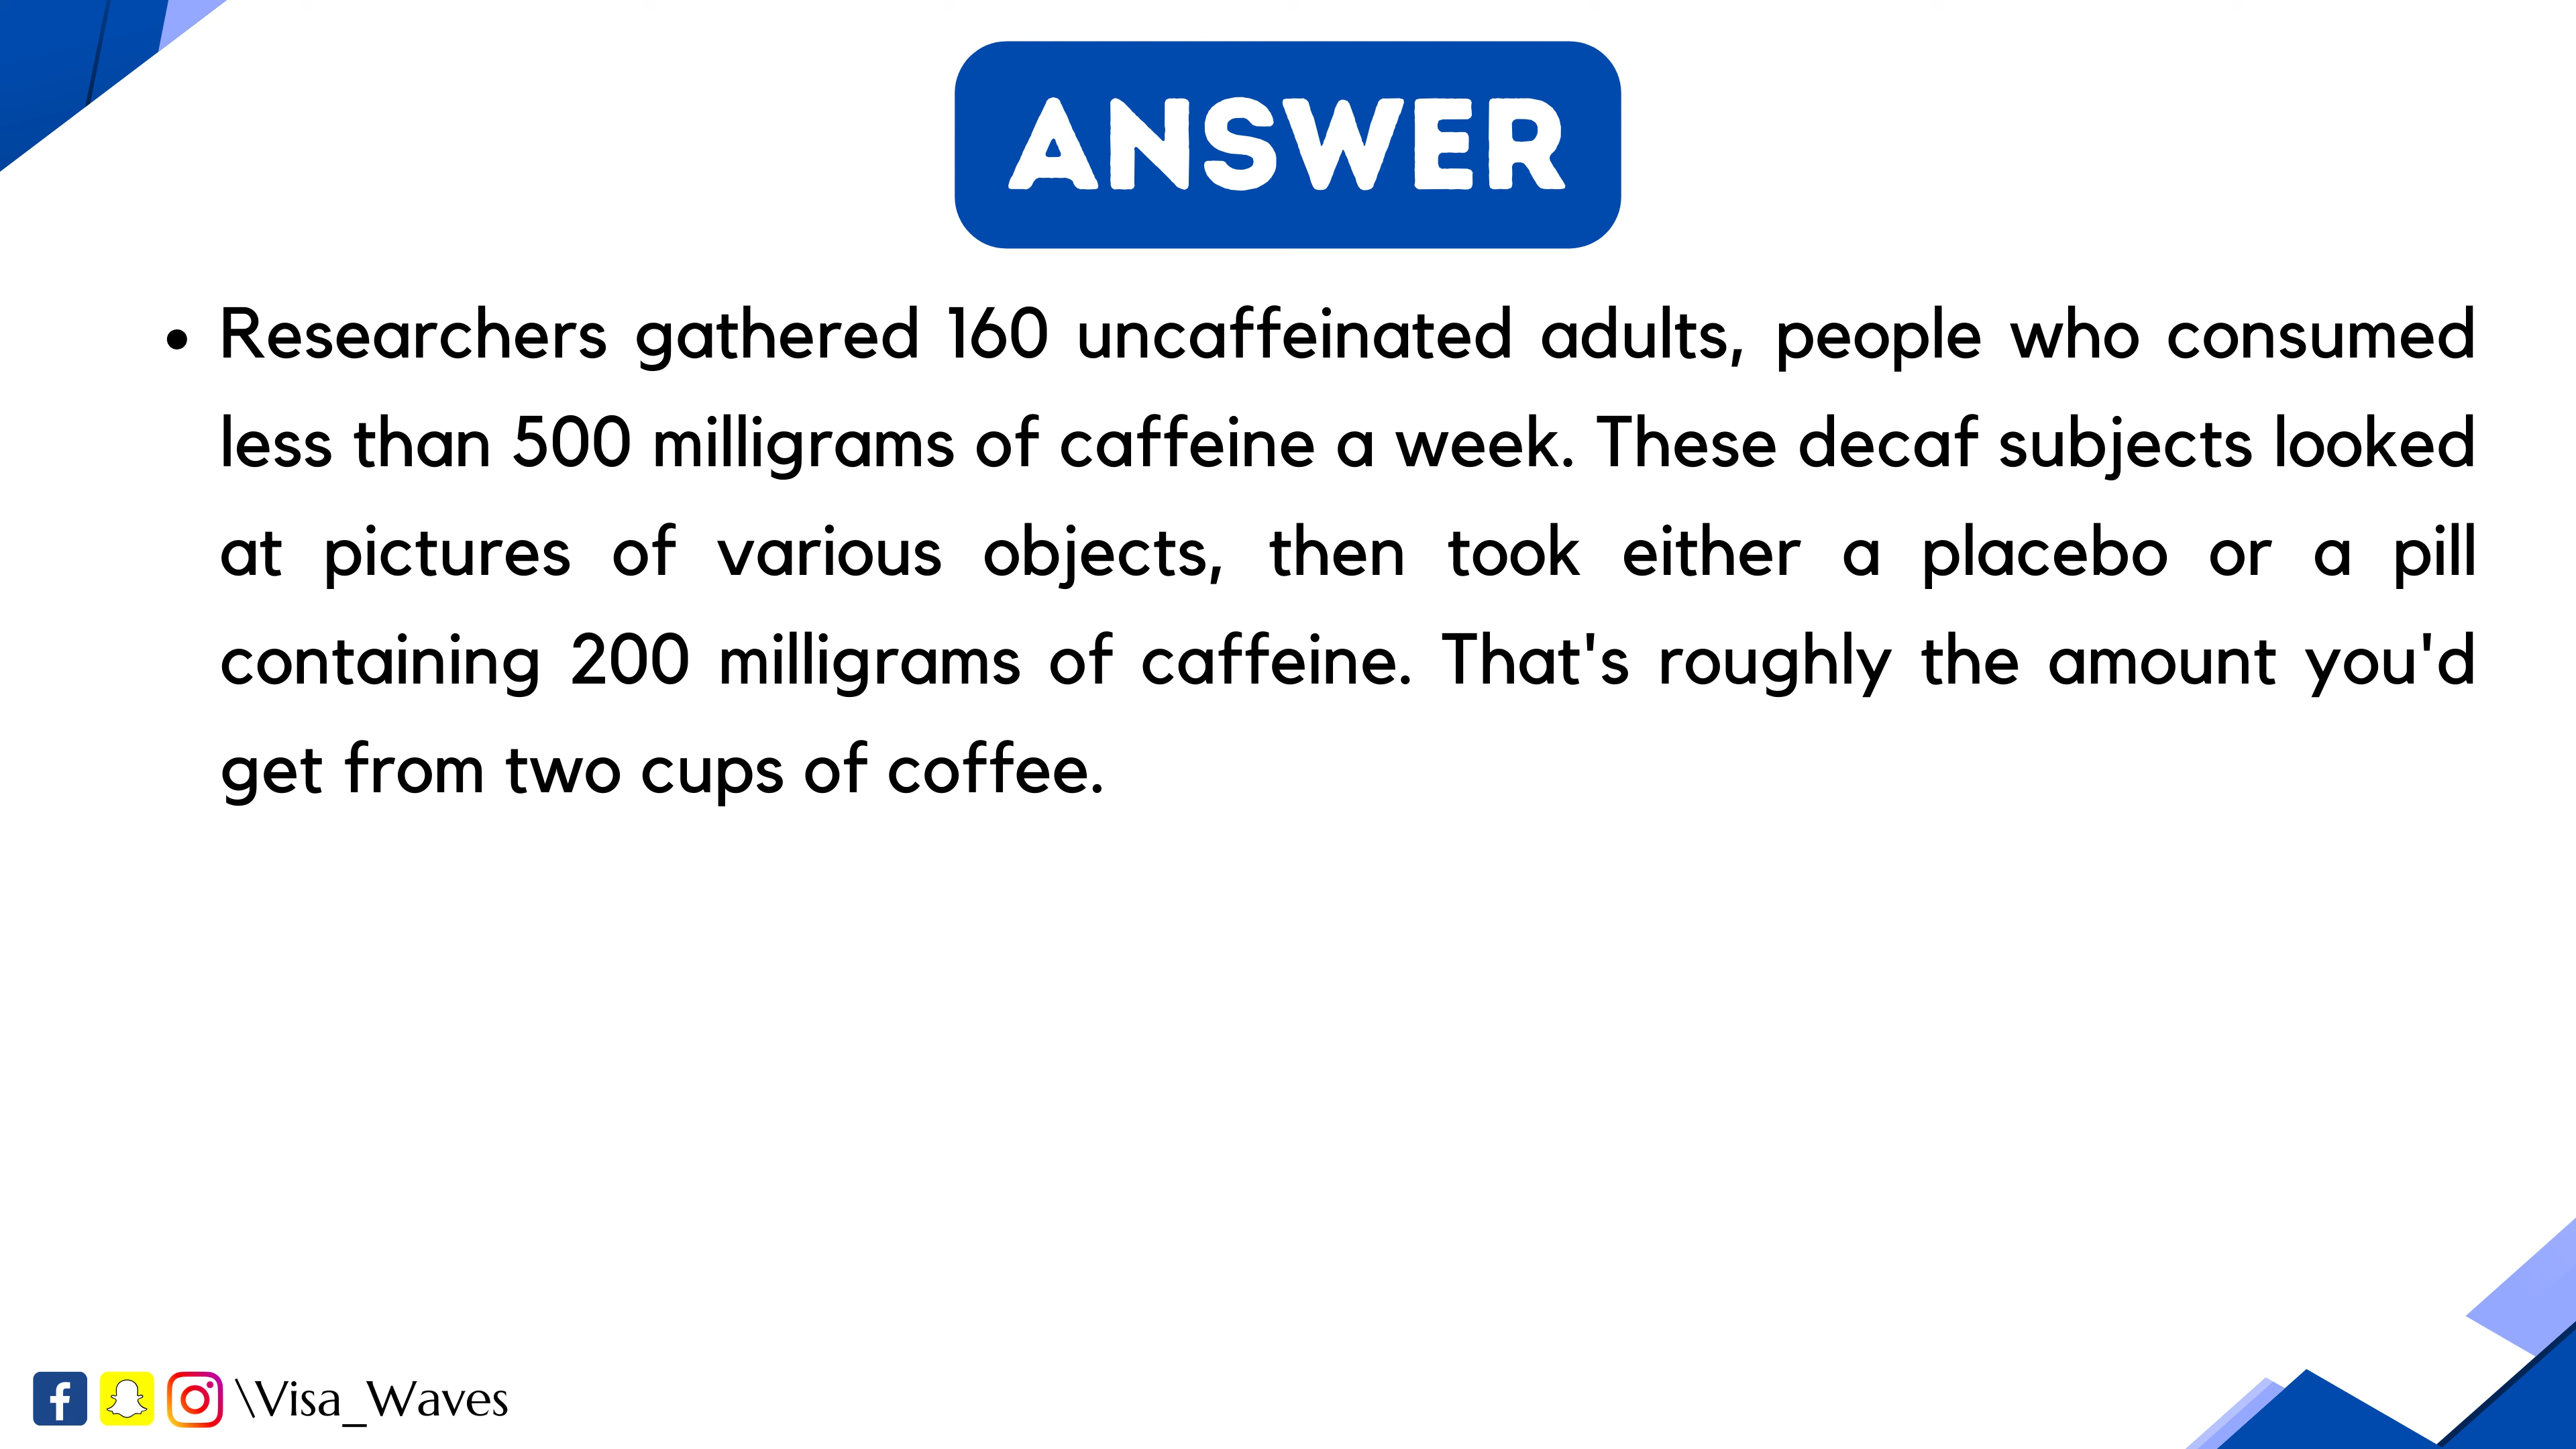 ANSWER
• Researchers gathered 160 uncaffeinated adults, people who consumed
less than 500 milligrams of caffeine a week. These decaf subjects looked
at pictures of various objects, then took either a placebo or a pill
containing 200 milligrams of caffeine. That's roughly the amount you'd
get from two cups of coffee.
\Visa_Waves